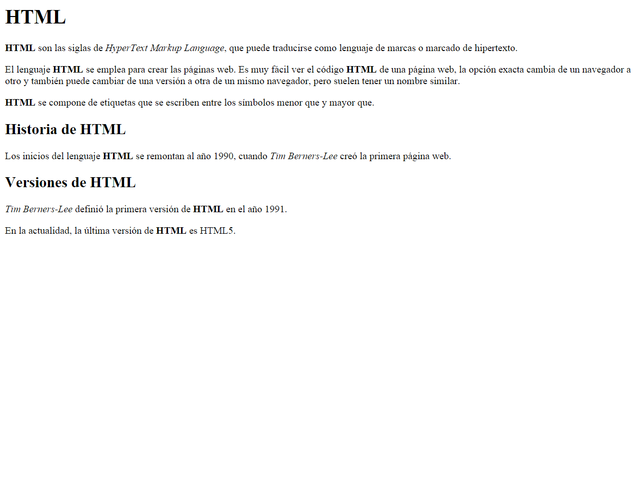 HTML
HTML son las siglas de HyperText Markup Language, que puede traducirse como lenguaje de marcas o marcado de hipertexto.
El lenguaje HTML se emplea para crear las páginas web. Es muy fácil ver el código HTML de una página web, la opción exacta cambia de un navegador a
otro y también puede cambiar de una versión a otra de un mismo navegador, pero suelen tener un nombre similar.
HTML se compone de etiquetas que se escriben entre los símbolos menor que y mayor que.
Historia de HTML
Los inicios del lenguaje HTML se remontan al año 1990, cuando Tim Berners-Lee creó la primera página web.
Versiones de HTML
Tim Berners-Lee definió la primera versión de HTML en el año 1991.
En la actualidad, la última versión de HTML es HTML5.